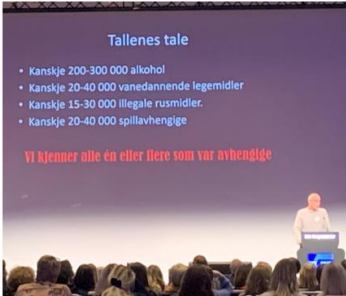 Tallenes tale
• Kanskje 200-300 000 alkohol
• Kanskje 20-40 000 vanedannende legemidler
• Kanskje 15-30 000 illegale rusmidler.
• Kanskje 20-40 000 spillavhengige
Vi kjenner alle én eller flere som var avhengige